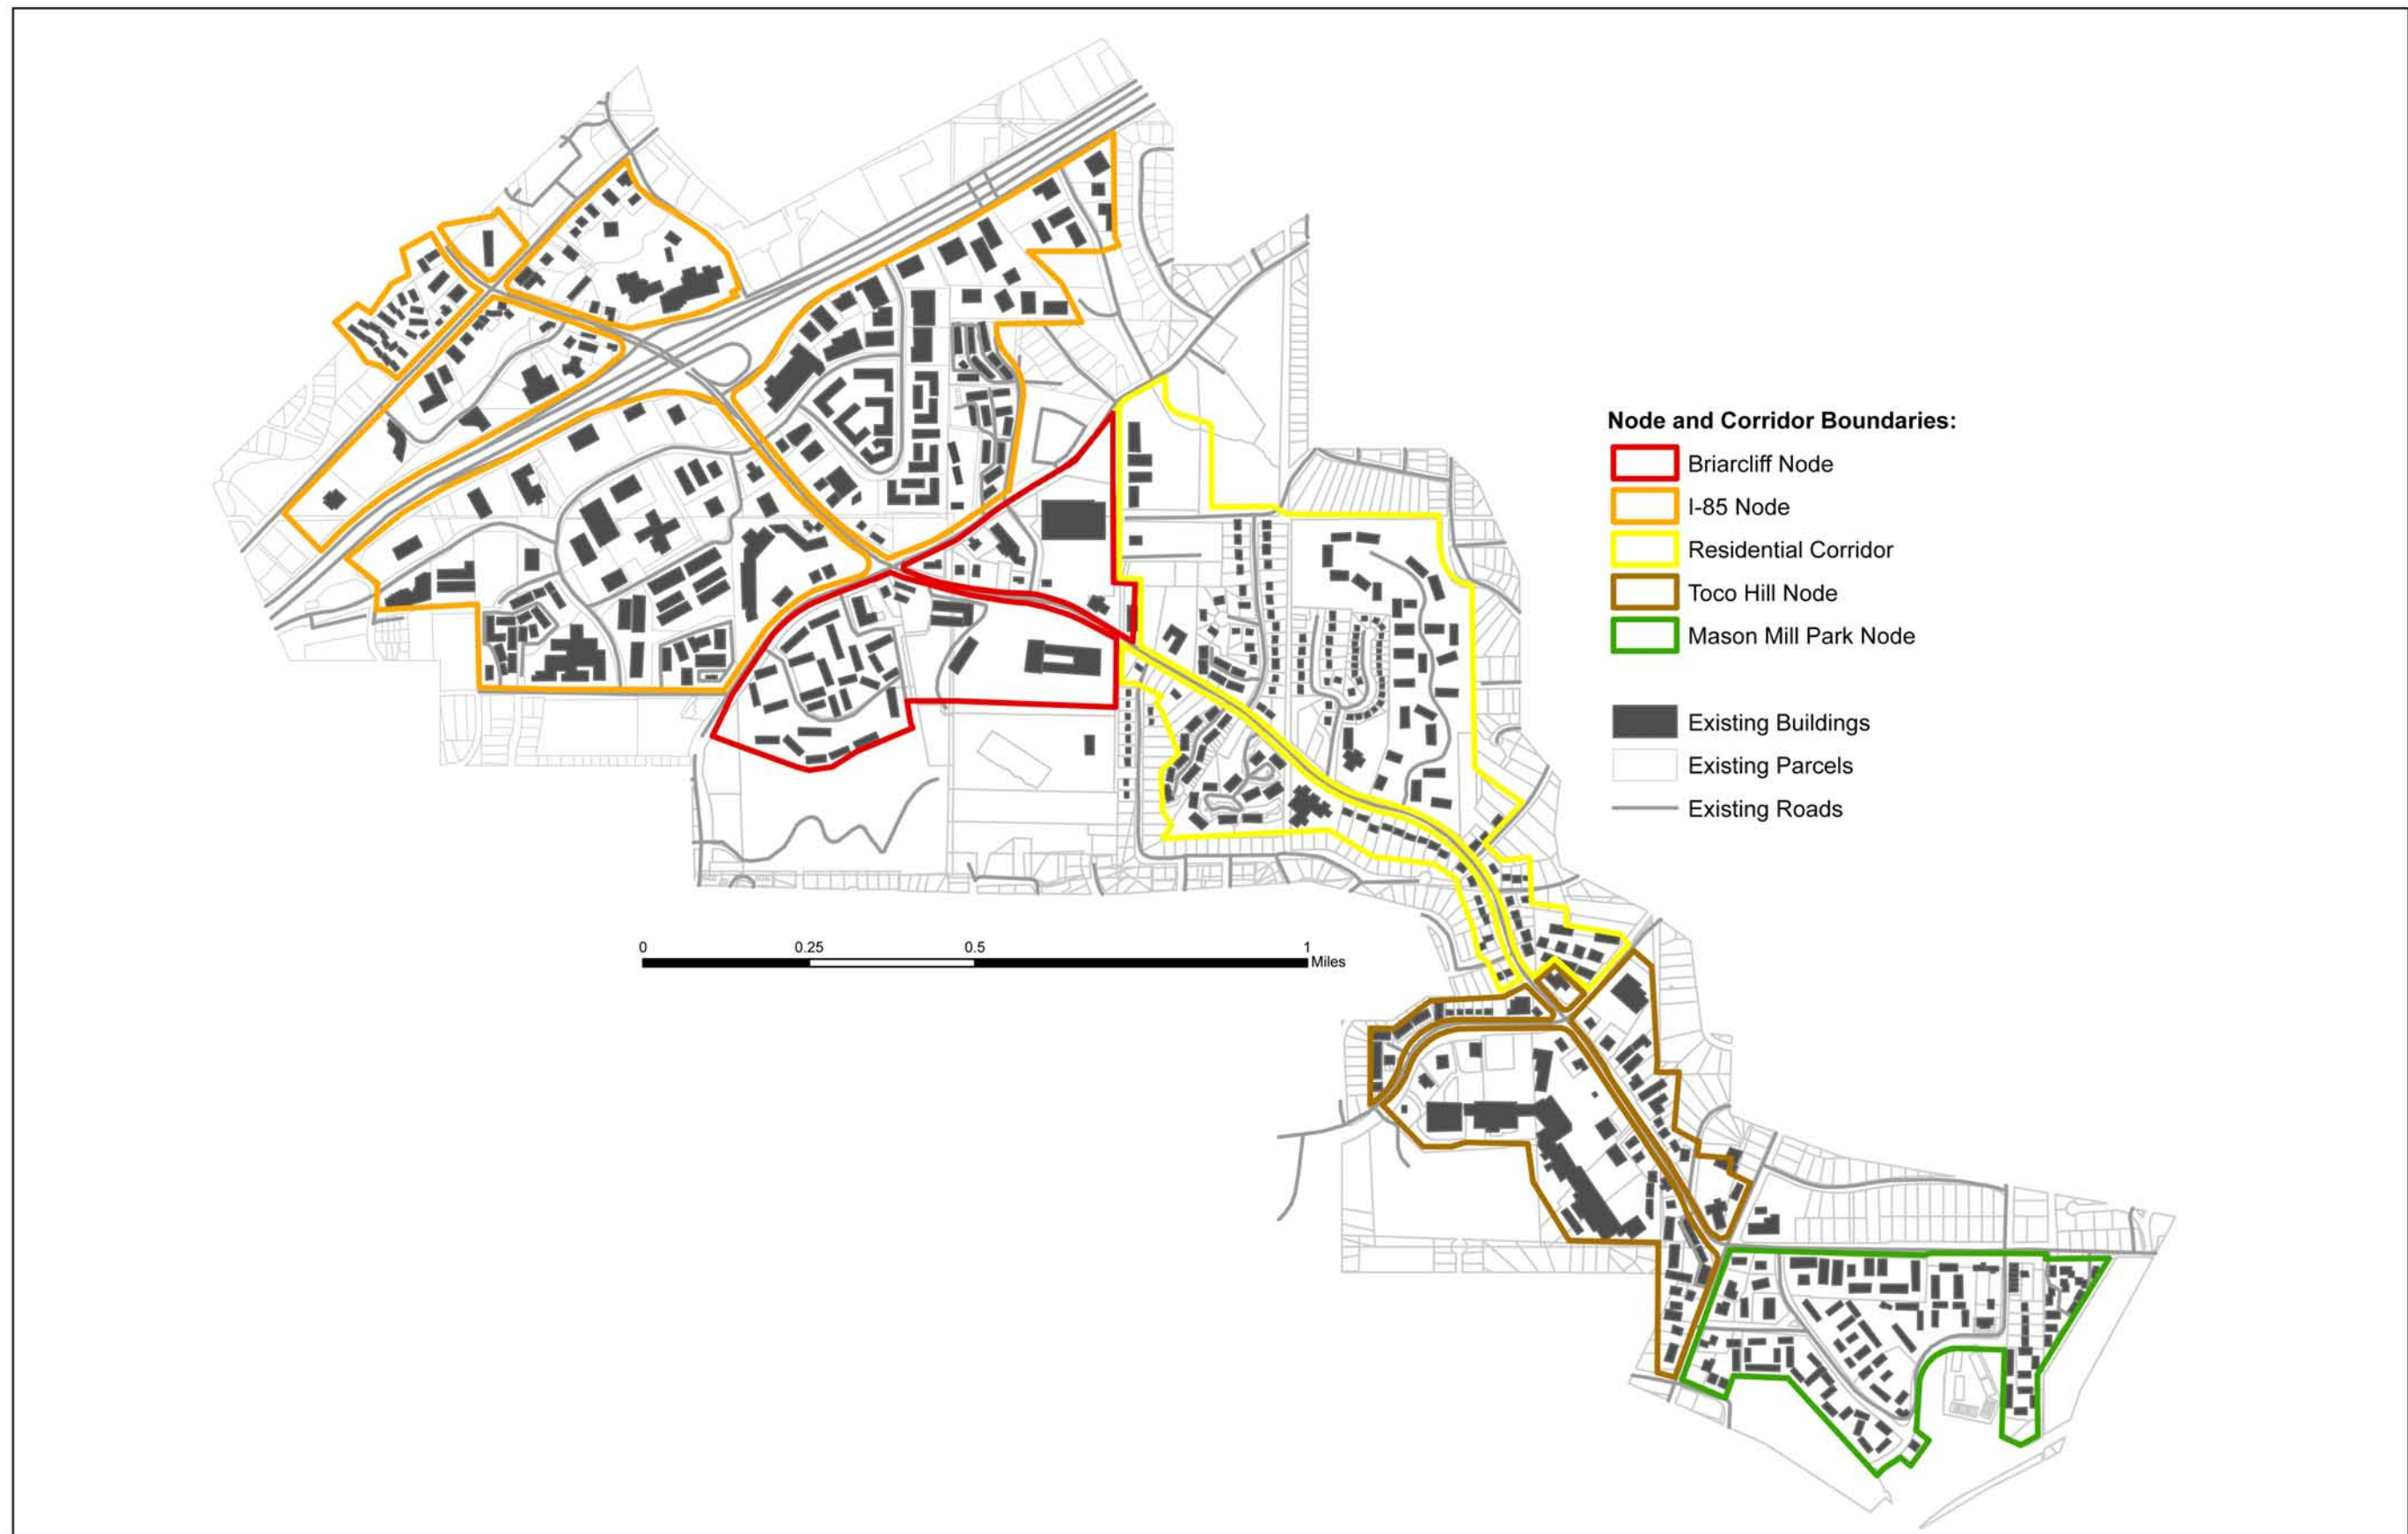 Node and Corridor Boundaries:
Briarcliff Node
I-85 Node
Residential Corridor
Toco Hill Node
Mason Mill Park Node
Existing Buildings
Existing Parcels
Existing Roads
0 0.25 0.5 1
Miles